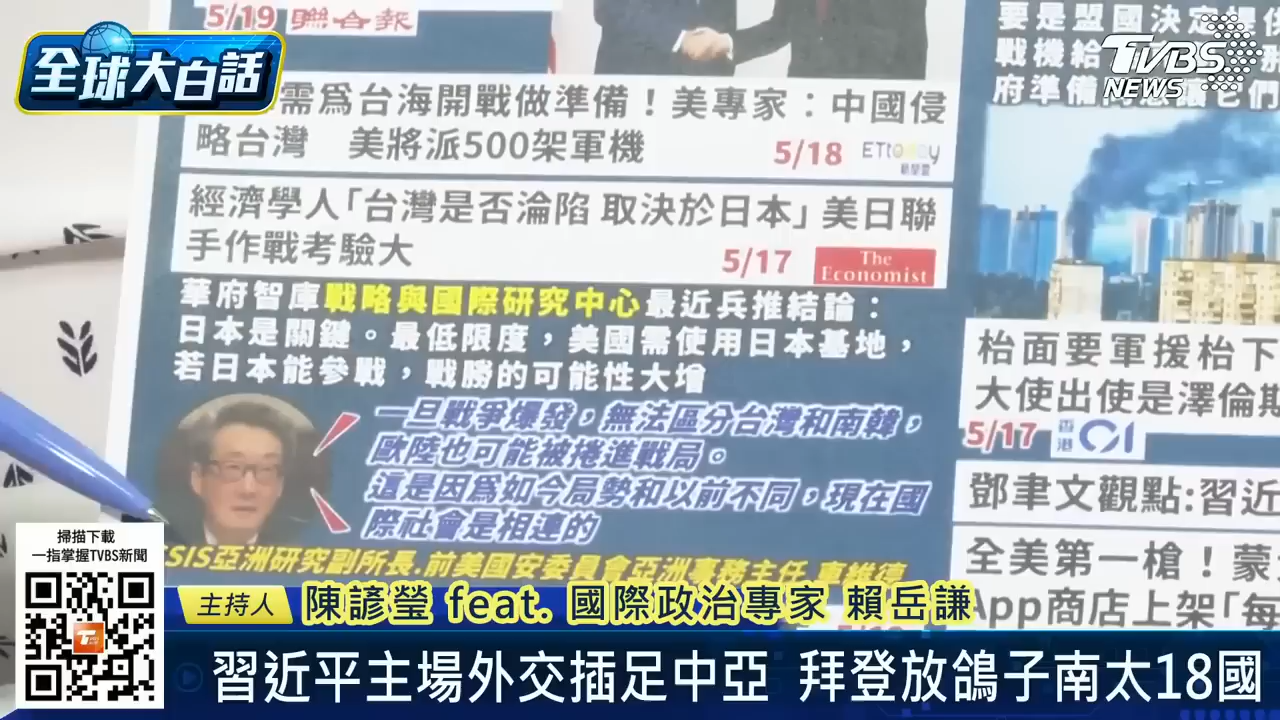 5/19 聯合報
全球大白話
需為台海開戰做準備!美專家:中國侵
略台灣 美將派500架軍機
5/18 ETtoday
新聞雲
經濟學人「台灣是否淪陷 取決於日本」美日聯
手作戰考驗大
5/17 The
Economist
華府智庫戰略與國際研究中心最近兵推結論:
日本是關鍵。最低限度,美國需使用日本基地,
若日本能參戰,戰勝的可能性大增
一旦戰爭爆發,無法區分台灣和南韓,
歐陸也可能被捲進戰局。
這是因為如今局勢和以前不同,現在國
際社會是相連的
CSIS亞洲研究副所長.前美國安委員會亞洲事務主任 車維德
要是盟國決定提供
戰機給
府準備
TVBS
NEWS
枱面要軍援枱下
大使出使是澤倫斯
5/17 香港01
鄧聿文觀點:習近
全美第一槍!蒙
App商店上架「每
掃描下載
一指掌握TVBS新聞
主持人 陳諺瑩 feat. 國際政治專家 賴岳謙
習近平主場外交插足中亞 拜登放鴿子南太18國